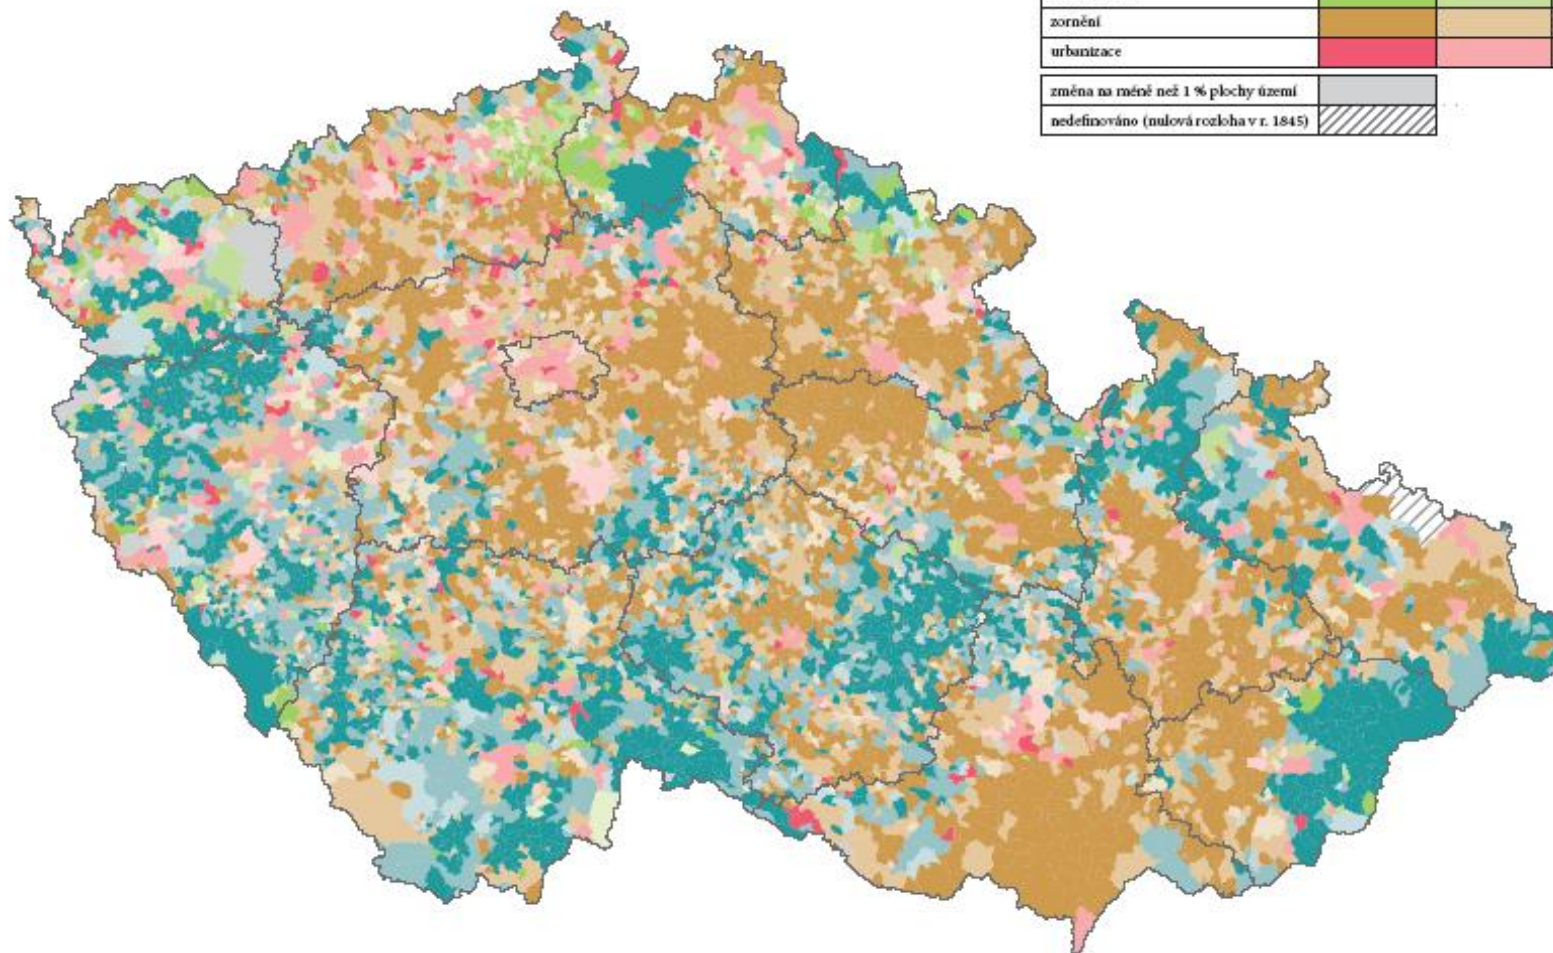 zornění
urbanizace
změna na méně než 1 % plochy území
nedefinováno (nulová rozloha v r. 1845)